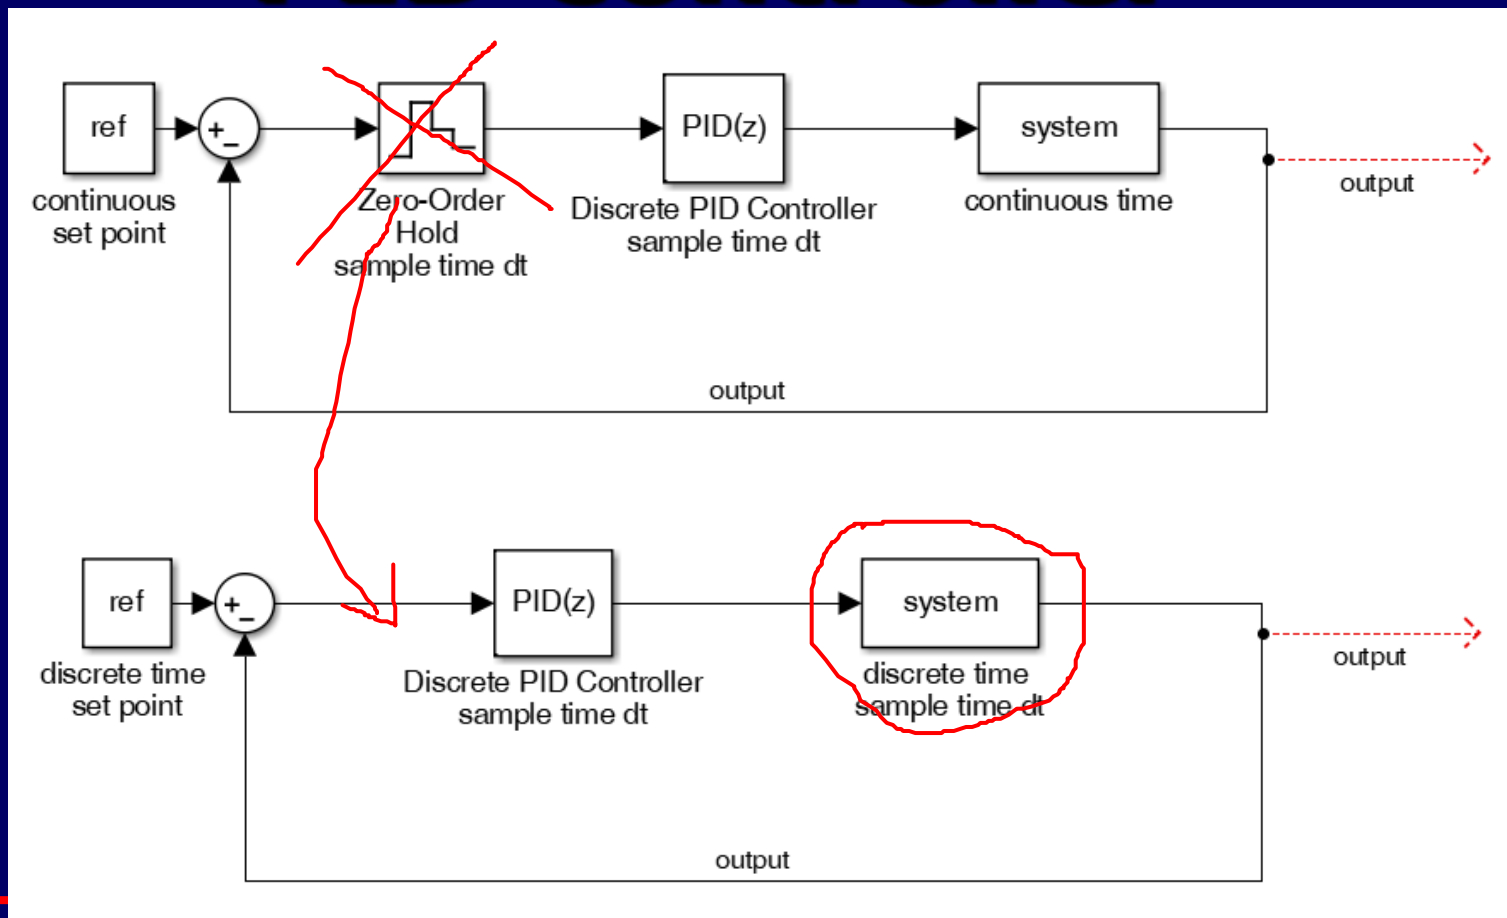 PID controller
ref
+
−
PID(z)
system
continuous
set point
Zero-Order
Hold
sample time dt
Discrete PID Controller
sample time dt
continuous time
output
output
ref
+
−
PID(z)
system
discrete time
set point
Discrete PID Controller
sample time dt
discrete time
sample time dt
output
output